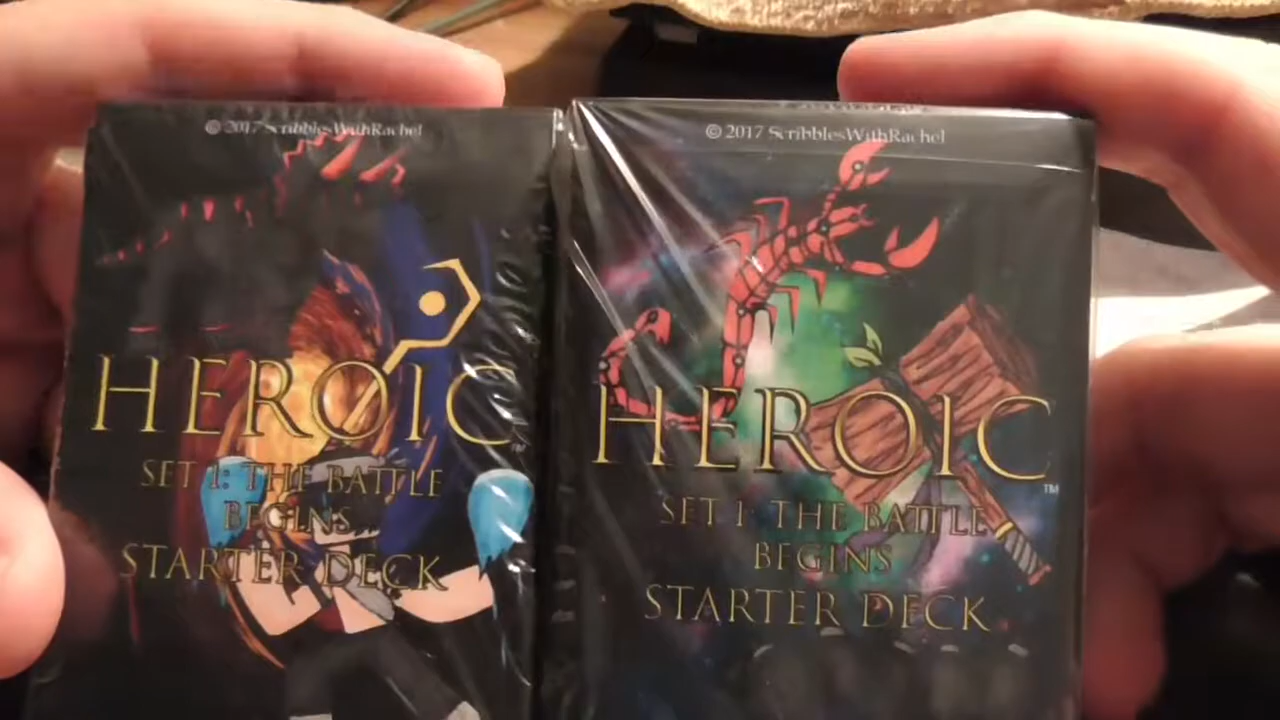 © 2017 ScribblesWithRachel
HEROIC
SET 1: THE BATTLE
BEGINS
STARTER DECK
© 2017 ScribblesWithRachel
HEROIC
TM
SET 1: THE BATTLE
BEGINS
STARTER DECK